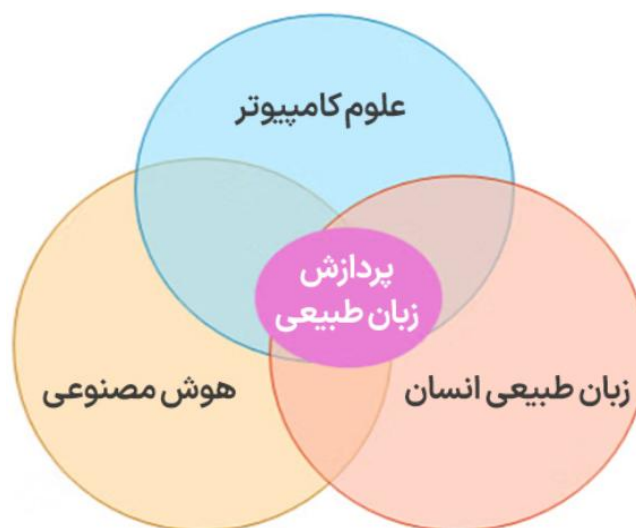 علوم کامپیوتر
پردازش
زبان طبیعی
زبان طبیعی انسان
هوش مصنوعی